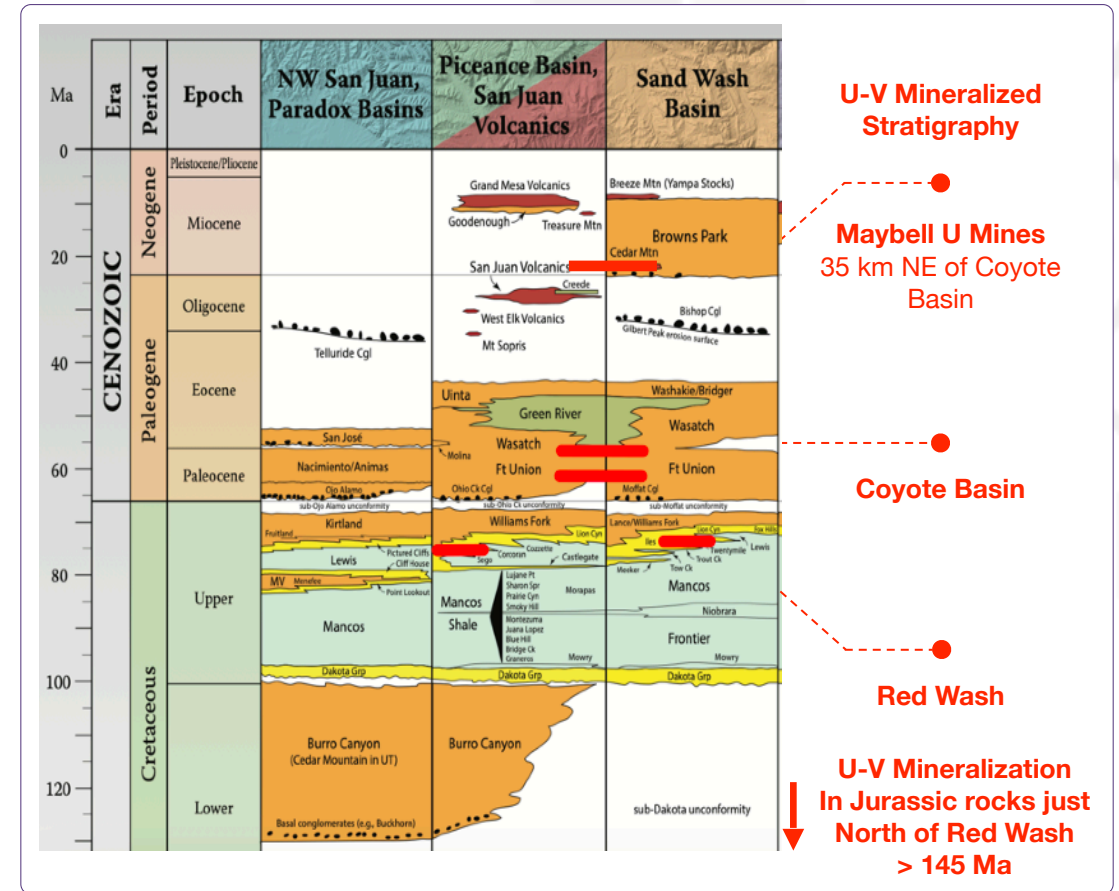 Ma
Era
Period
Epoch
NW San Juan,
Paradox Basins
Piceance Basin,
San Juan
Volcanics
Sand Wash
Basin
0
20
40
60
80
100
120
CENOZOIC
Neogene
Paleogene
Cretaceous
Pleistocene/Pliocene
Miocene
Oligocene
Eocene
Paleocene
Upper
Lower
Telluride Cgl
San José
Nacimiento/Animas
Ojo Alamo
sub-Ojo Alamo unconformity
Kirtland
Fruitland
Pictured Cliffs
Lewis
Cliff House
MV
Menefee
Point Lookout
Mancos
Dakota Grp
Burro Canyon
(Cedar Mountain in UT)
Basal conglomerates (e.g., Buckhorn)
Grand Mesa Volcanics
Goodenough
Treasure Mtn
San Juan Volcanics
Creede
West Elk Volcanics
Mt Sopris
Uinta
Green River
Wasatch
Molina
Ft Union
Ohio Ck Cgl
sub-Ohio Ck unconformity
Williams Fork
Lion Cyn
Cozzette
Corcoran
Sego
Castlegate
Mancos
Shale
Lujane Pt
Sharon Spr
Prairie Cyn
Smoky Hill
Montezuma
Juana Lopez
Blue Hill
Bridge Ck
Graneros
Morapas
Mowry
Dakota Grp
Burro Canyon
Breeze Mtn (Yampa Stocks)
Browns Park
Cedar Mtn
Bishop Cgl
Gilbert Peak erosion surface
Washakie/Bridger
Wasatch
Ft Union
Moffat Cgl
sub-Moffat unconformity
Lance/Williams Fork
Lion Cyn
Fox Hills
Iles
Twentymile
Lewis
Trout Ck
Tow Ck
Meeker
Mancos
Niobrara
Frontier
Mowry
Dakota Grp
sub-Dakota unconformity
U-V Mineralized
Stratigraphy
Maybell U Mines
35 km NE of Coyote
Basin
Coyote Basin
Red Wash
U-V Mineralization
In Jurassic rocks just
North of Red Wash
> 145 Ma